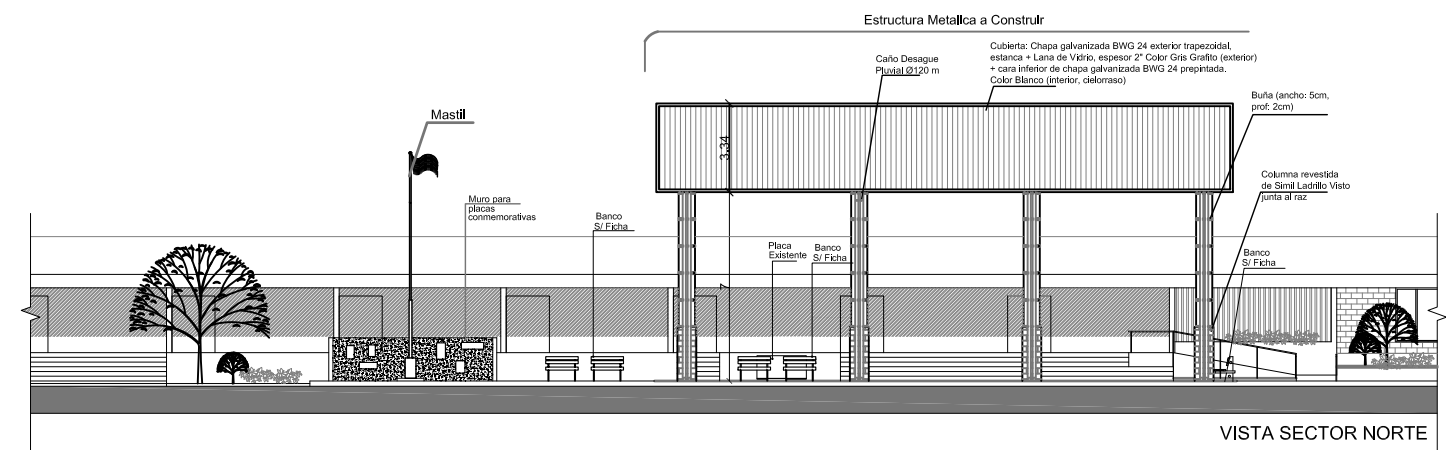 Estructura Metalica a Construir
Caño Desague
Pluvial Ø120 m
Cubierta: Chapa galvanizada BWG 24 exterior trapezoidal,
estanca + Lana de Vidrio, espesor 2" Color Gris Grafito (exterior)
+ cara inferior de chapa galvanizada BWG 24 prepintada.
Color Blanco (interior, cielorraso)
Buña (ancho: 5cm,
prof: 2cm)
Mastil
3.34
Columna revestida
de Simil Ladrillo Visto
junta al raz
Muro para
placas
conmemorativas
Banco
S/ Ficha
Placa
Existente
Banco
S/ Ficha
Banco
S/ Ficha
7
VISTA SECTOR NORTE